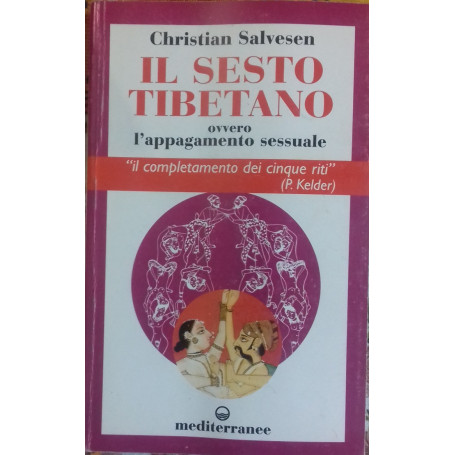 Christian Salvesen
IL SESTO
TIBETANO
ovvero
l'appagamento sessuale
"il completamento dei cinque riti"
(P. Kelder)
mediterranee